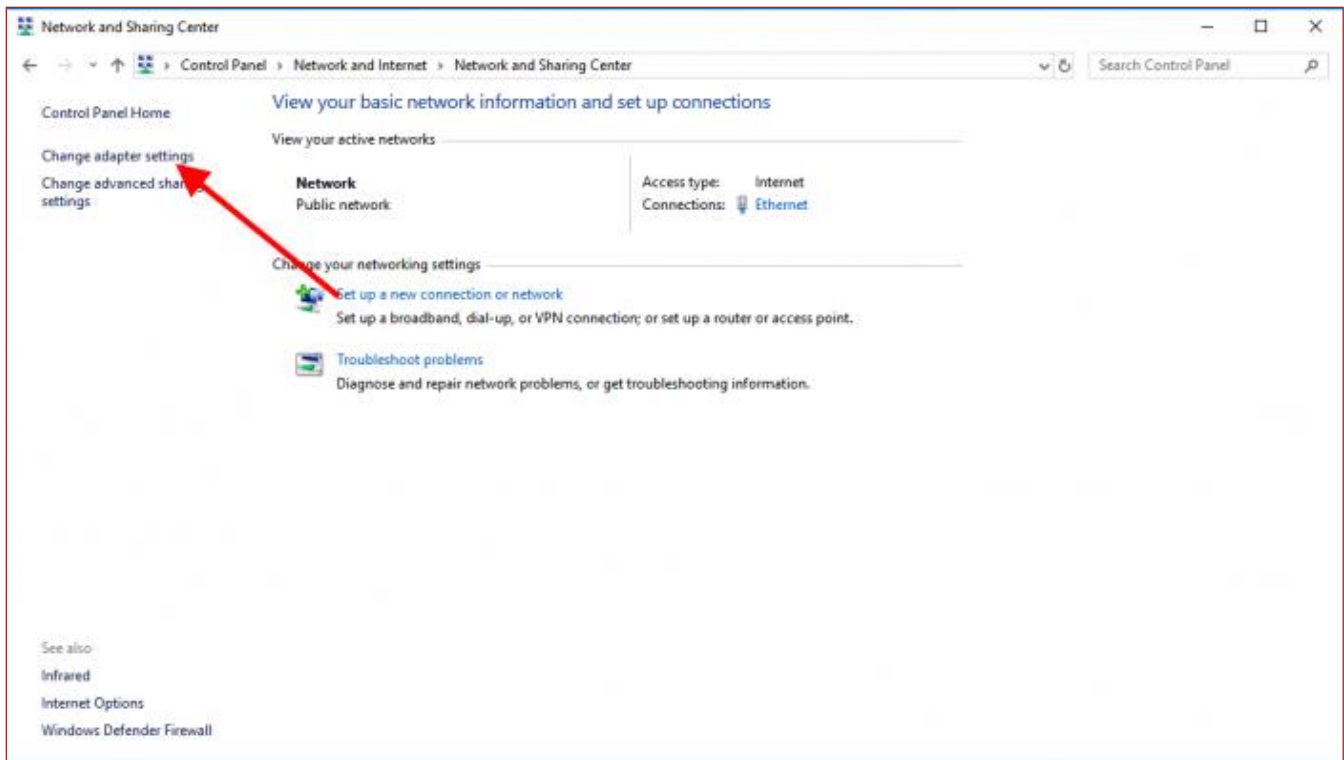 Network and Sharing Center
Control Panel › Network and Internet › Network and Sharing Center
Search Control Panel
Control Panel Home
Change adapter settings
Change advanced
settings
View your basic network information and set up connections
View your active networks
Network
Public network
Access type: Internet
Connections: Ethernet
Change your networking settings
Set up a new connection or network
Set up a broadband, dial-up, or VPN connection; or set up a router or access point.
Troubleshoot problems
Diagnose and repair network problems, or get troubleshooting information.
See also
Infrared
Internet Options
Windows Defender Firewall